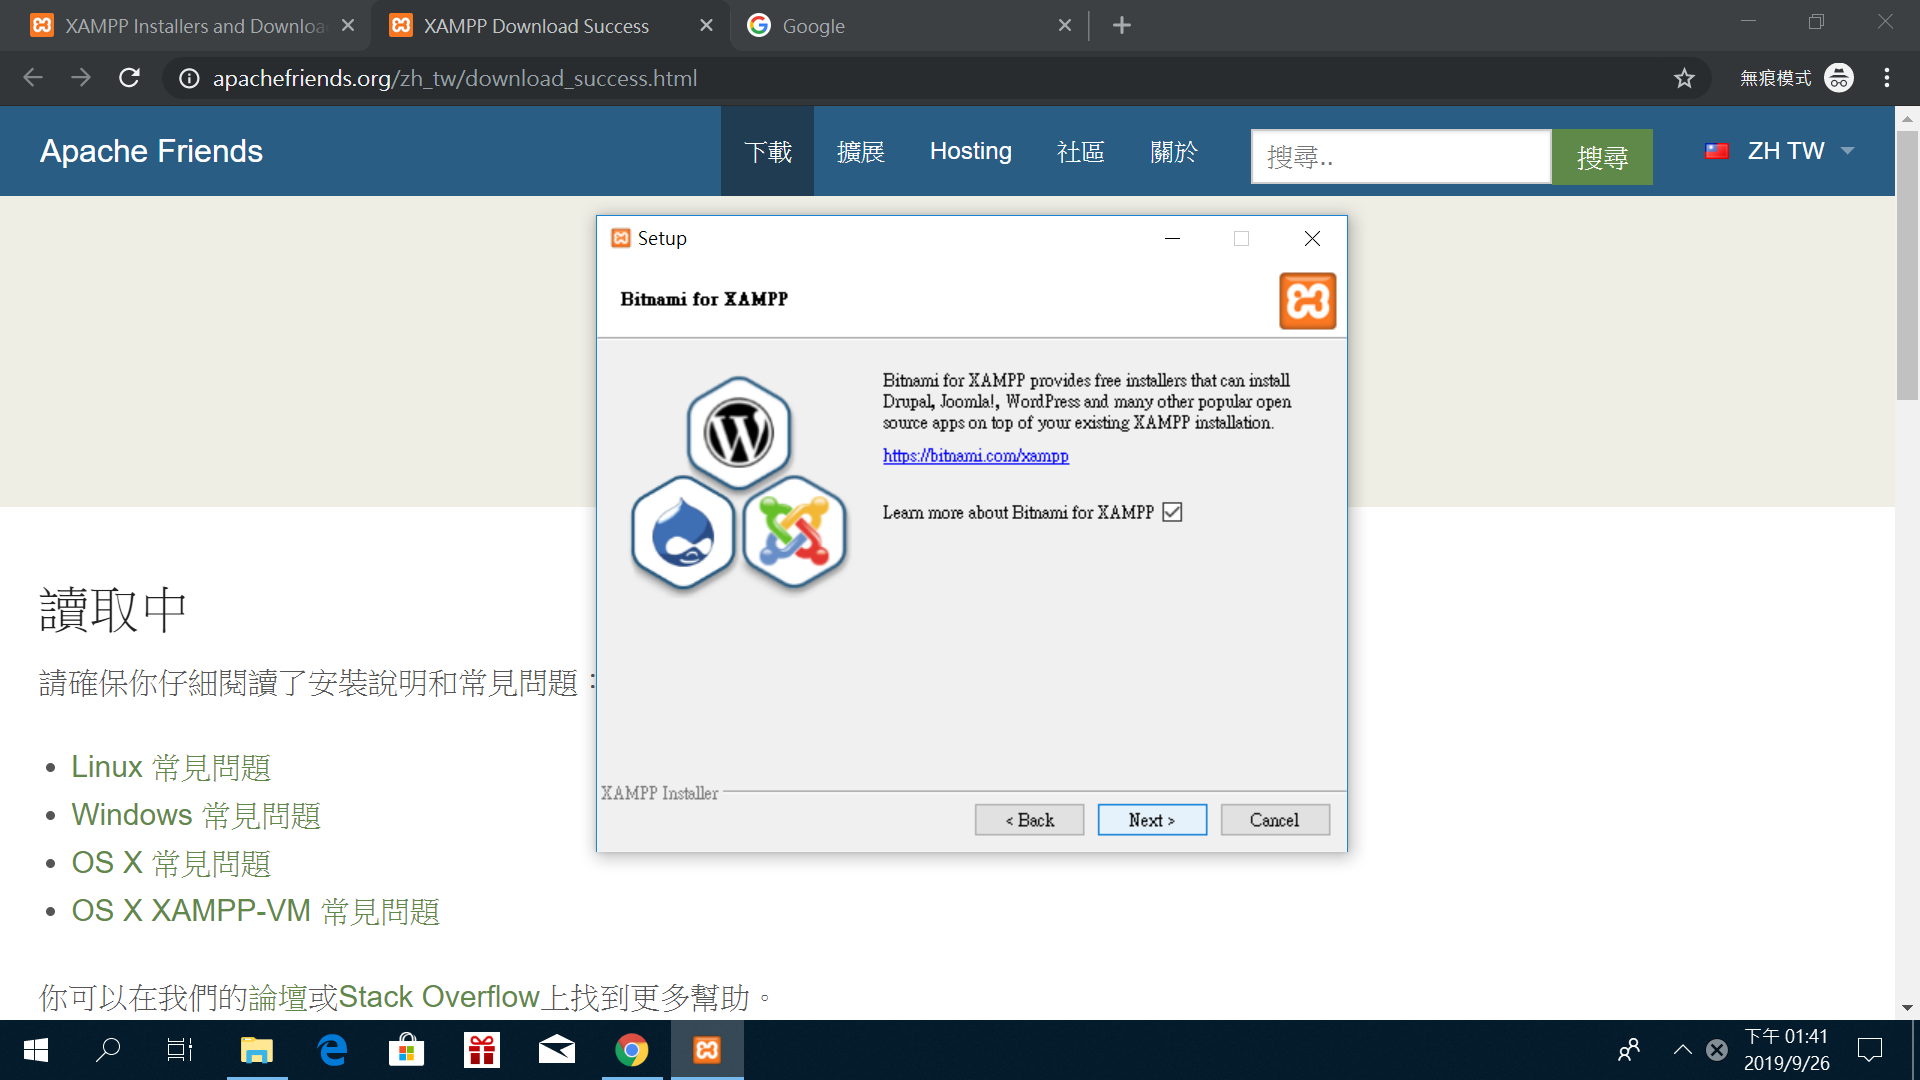 XAMPP Installers and Downloa
XAMPP Download Success
Google
apachefriends.org/zh_tw/download_success.html
無痕模式
Apache Friends
下載
擴展
Hosting
社區
關於
搜尋..
搜尋
ZH TW
Setup
Bitnami for XAMPP
Bitnami for XAMPP provides free installers that can install
Drupal, Joomla!, WordPress and many other popular open
source apps on top of your existing XAMPP installation.
https://bitnami.com/xampp
Learn more about Bitnami for XAMPP
XAMPP Installer
< Back
Next >
Cancel
讀取中
請確保你仔細閱讀了安裝說明和常見問題：
Linux 常見問題
Windows 常見問題
OS X 常見問題
OS X XAMPP-VM 常見問題
你可以在我們的論壇或Stack Overflow上找到更多幫助。
下午 01:41
2019/9/26